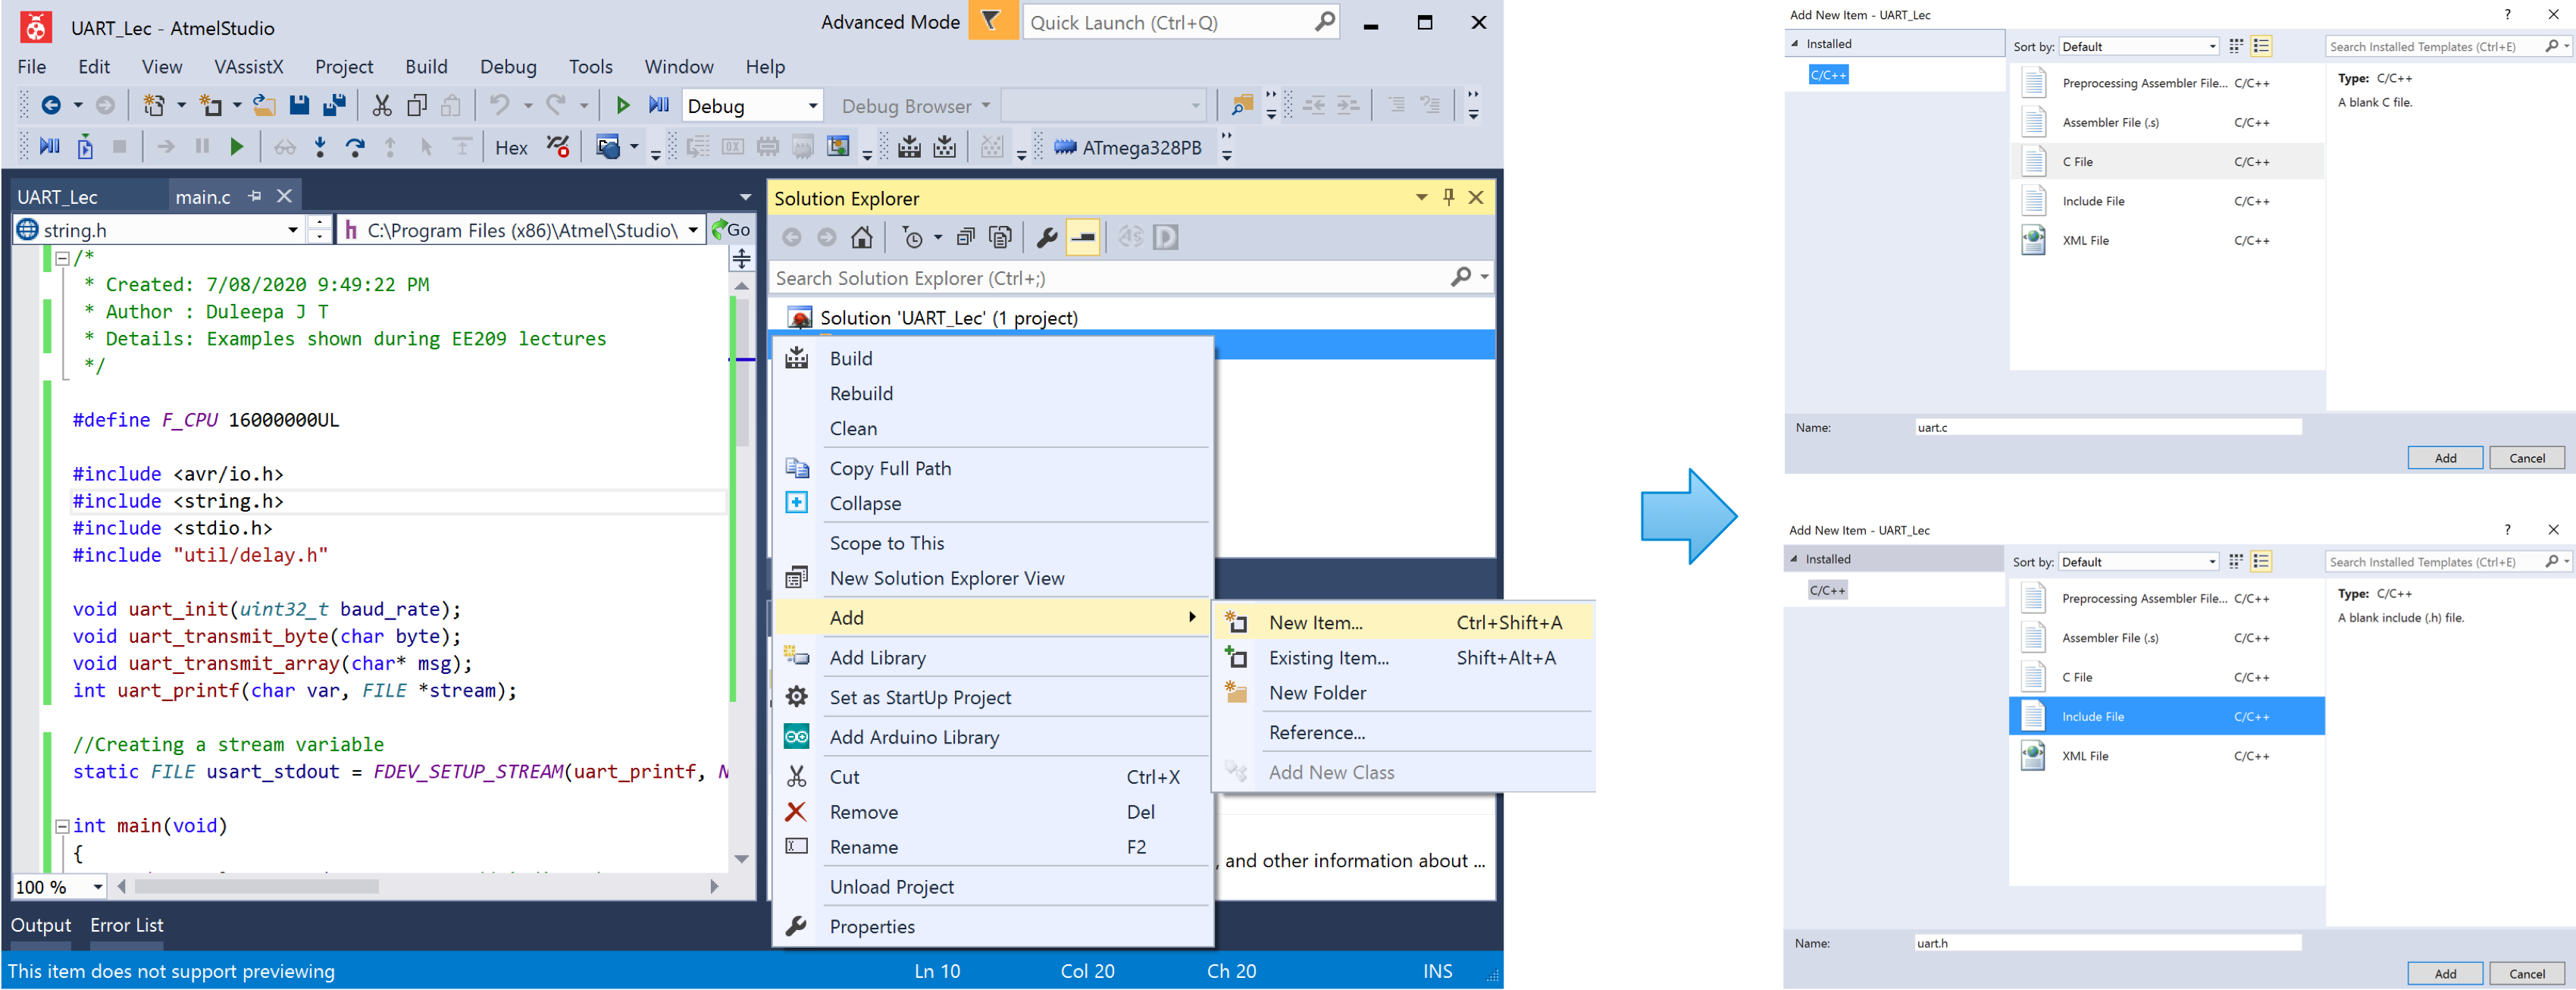 UART_Lec - AtmelStudio
Advanced Mode
Quick Launch (Ctrl+Q)
File Edit View VAssistX Project Build Debug Tools Window Help
Debug
Debug Browser
Hex
ATmega328PB
UART_Lec
main.c
string.h
h C:\Program Files (x86)\Atmel\Studio\
Go
/*
* Created: 7/08/2020 9:49:22 PM
* Author : Duleepa J T
* Details: Examples shown during EE209 lectures
*/
#define F_CPU 16000000UL
#include <avr/io.h>
#include <string.h>
#include <stdio.h>
#include "util/delay.h"
void uart_init(uint32_t baud_rate);
void uart_transmit_byte(char byte);
void uart_transmit_array(char* msg);
int uart_printf(char var, FILE *stream);
//Creating a stream variable
static FILE usart_stdout = FDEV_SETUP_STREAM(uart_printf, N
int main(void)
{
100 %
Output
Error List
This item does not support previewing
Ln 10
Col 20
Ch 20
INS
Solution Explorer
Search Solution Explorer (Ctrl+;)
Solution 'UART_Lec' (1 project)
Build
Rebuild
Clean
Copy Full Path
Collapse
Scope to This
New Solution Explorer View
Add
Add Library
Set as StartUp Project
Add Arduino Library
Cut Ctrl+X
Remove Del
Rename F2
Unload Project
Properties
New Item... Ctrl+Shift+A
Existing Item... Shift+Alt+A
New Folder
Reference...
Add New Class
, and other information about ...
Add New Item - UART_Lec
Installed
C/C++
Sort by: Default
Search Installed Templates (Ctrl+E)
Preprocessing Assembler File... C/C++
Assembler File (.s) C/C++
C File C/C++
Include File C/C++
XML File C/C++
Type: C/C++
A blank C file.
Name: uart.c
Add
Cancel
Add New Item - UART_Lec
Installed
C/C++
Sort by: Default
Search Installed Templates (Ctrl+E)
Preprocessing Assembler File... C/C++
Assembler File (.s) C/C++
C File C/C++
Include File C/C++
XML File C/C++
Type: C/C++
A blank include (.h) file.
Name: uart.h
Add
Cancel